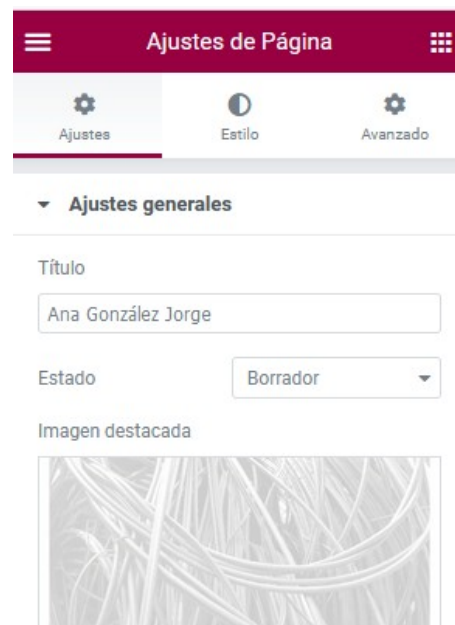 Ajustes de Página
Ajustes Estilo Avanzado
Ajustes generales
Título
Ana González Jorge
Estado Borrador
Imagen destacada